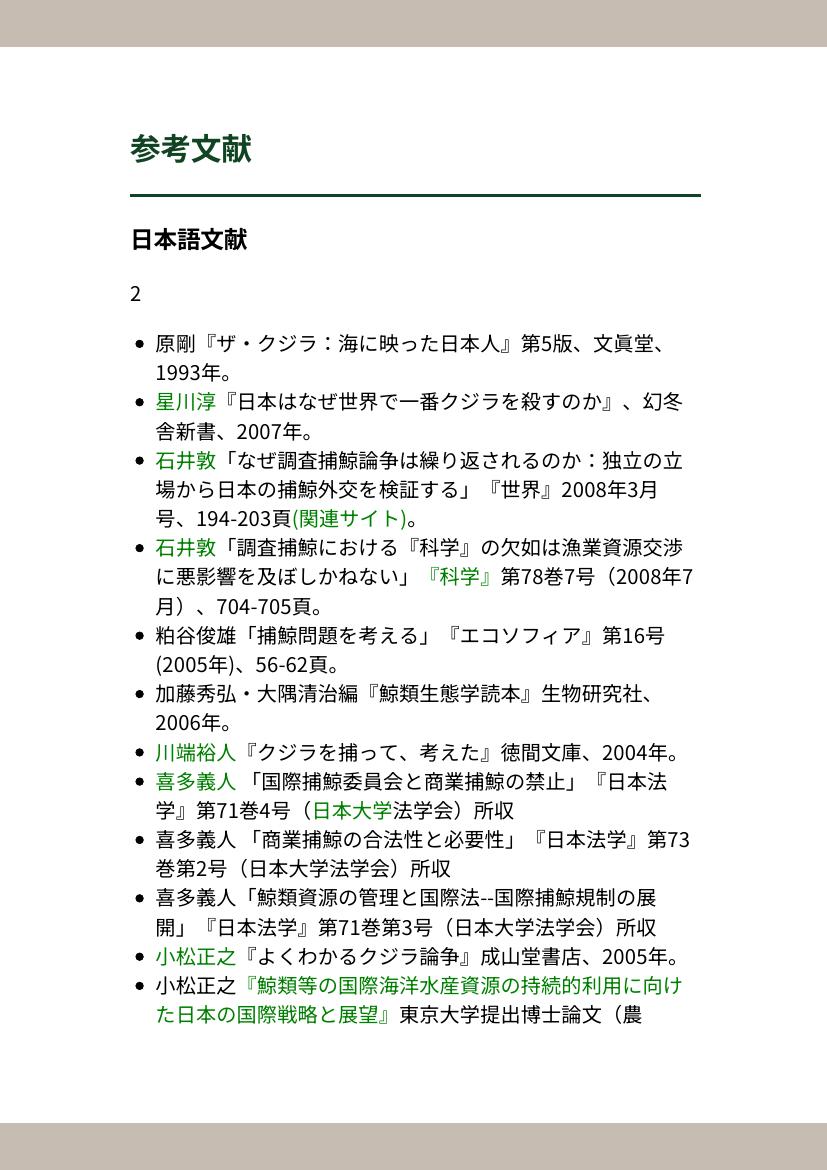 参考文献
日本語文献
2
• 原剛『ザ・クジラ：海に映った日本人』第5版、文眞堂、
1993年。
• 星川淳『日本はなぜ世界で一番クジラを殺すのか』、幻冬
舎新書、2007年。
• 石井敦「なぜ調査捕鯨論争は繰り返されるのか：独立の立
場から日本の捕鯨外交を検証する」『世界』2008年3月
号、194-203頁(関連サイト)。
• 石井敦「調査捕鯨における『科学』の欠如は漁業資源交渉
に悪影響を及ぼしかねない」『科学』第78巻7号（2008年7
月）、704-705頁。
• 粕谷俊雄「捕鯨問題を考える」『エコソフィア』第16号
(2005年)、56-62頁。
• 加藤秀弘・大隅清治編『鯨類生態学読本』生物研究社、
2006年。
• 川端裕人『クジラを捕って、考えた』徳間文庫、2004年。
• 喜多義人 「国際捕鯨委員会と商業捕鯨の禁止」『日本法
学』第71巻4号（日本大学法学会）所収
• 喜多義人 「商業捕鯨の合法性と必要性」『日本法学』第73
巻第2号（日本大学法学会）所収
• 喜多義人「鯨類資源の管理と国際法--国際捕鯨規制の展
開」『日本法学』第71巻第3号（日本大学法学会）所収
• 小松正之『よくわかるクジラ論争』成山堂書店、2005年。
• 小松正之『鯨類等の国際海洋水産資源の持続的利用に向け
た日本の国際戦略と展望』東京大学提出博士論文（農